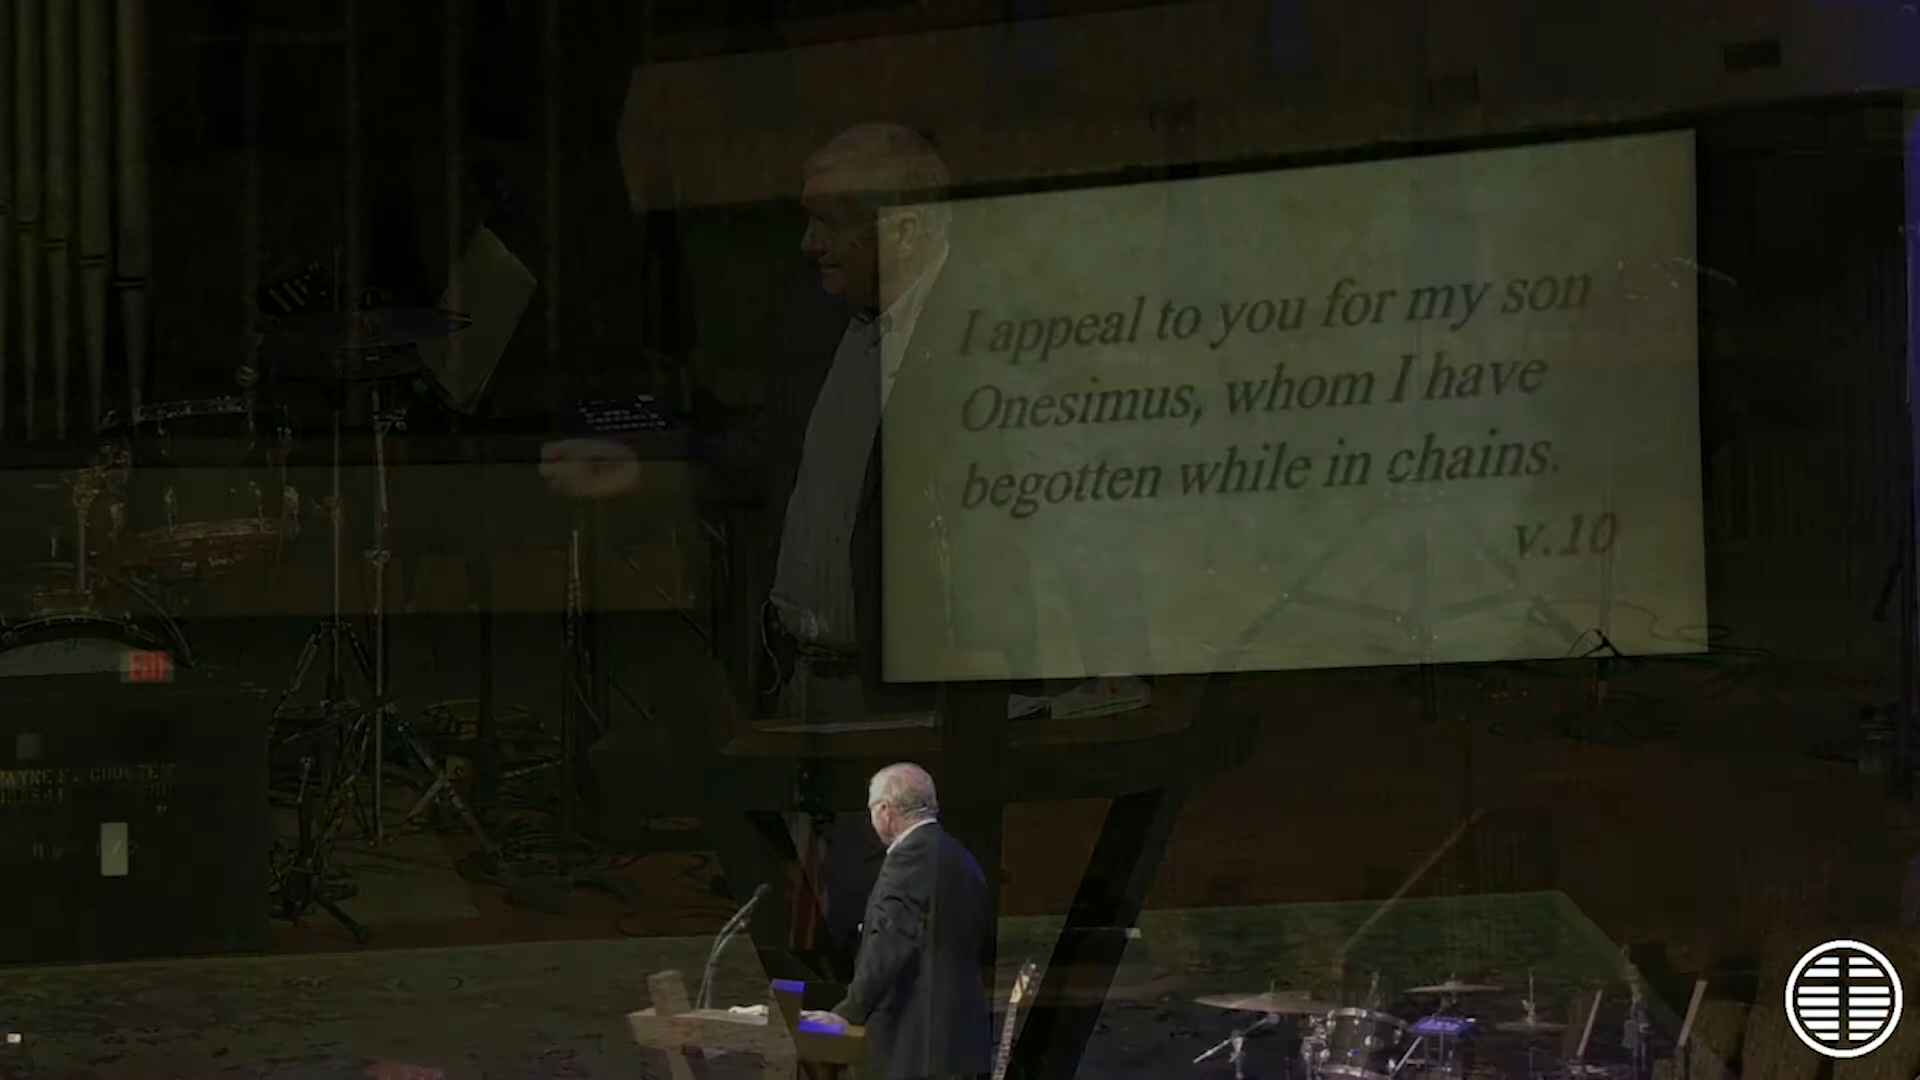 I appeal to you for my son
Onesimus, whom I have
begotten while in chains.
v.10